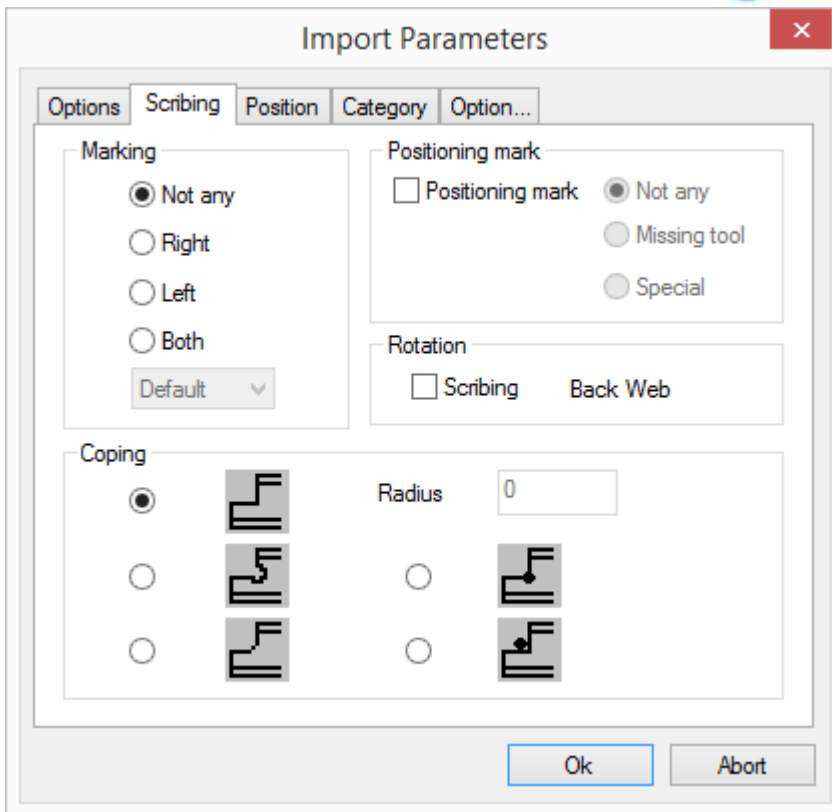 Import Parameters
Options Scribing Position Category Option...
Marking
Not any
Right
Left
Both
Default
Positioning mark
Positioning mark Not any
Missing tool
Special
Rotation
Scribing Back Web
Coping
Radius 0
Ok Abort